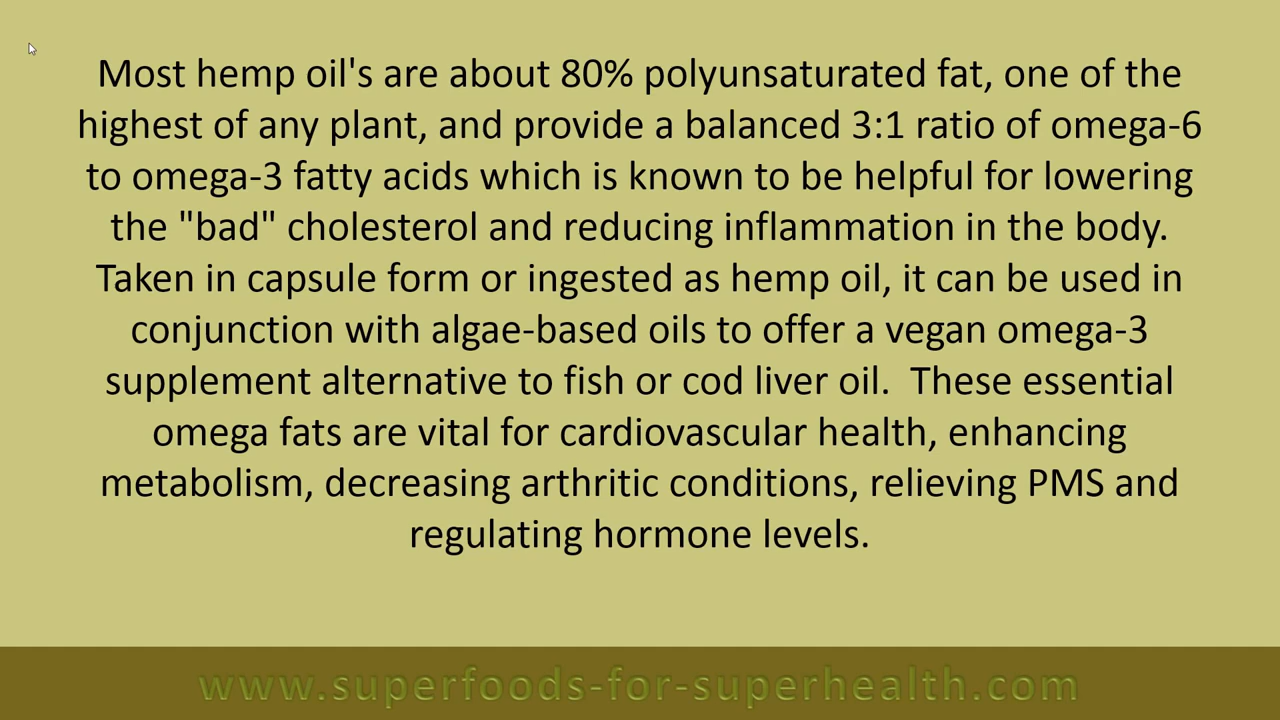 Most hemp oil's are about 80% polyunsaturated fat, one of the
highest of any plant, and provide a balanced 3:1 ratio of omega-6
to omega-3 fatty acids which is known to be helpful for lowering
the "bad" cholesterol and reducing inflammation in the body.
Taken in capsule form or ingested as hemp oil, it can be used in
conjunction with algae-based oils to offer a vegan omega-3
supplement alternative to fish or cod liver oil.  These essential
omega fats are vital for cardiovascular health, enhancing
metabolism, decreasing arthritic conditions, relieving PMS and
regulating hormone levels.
www.superfoods-for-superhealth.com